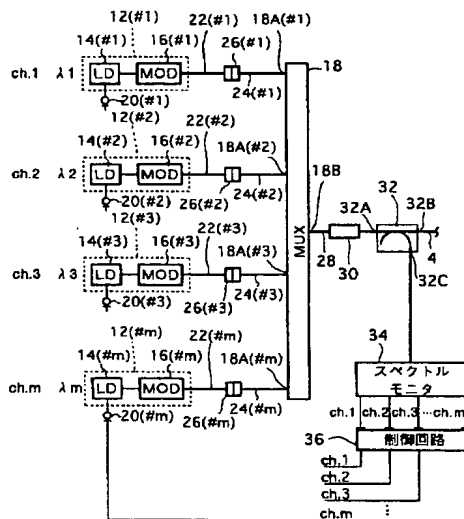 12(#1)
22(#1)
18A(#1)
14(#1)
16(#1)
26(#1)
18
ch.1
λ1
LD
MOD
20(#1)
24(#1)
12(#2)
22(#2)
14(#2)
16(#2)
18A(#2)
ch.2
λ2
LD
MOD
26(#2)
24(#2)
20(#2)
12(#3)
22(#3)
14(#3)
16(#3)
18A(#3)
ch.3
λ3
LD
MOD
26(#3)
24(#3)
20(#3)
MUX
18B
28
30
32A
32
32B
4
32C
12(#m)
22(#m)
14(#m)
16(#m)
18A(#m)
ch.m
λm
LD
MOD
26(#m)
24(#m)
20(#m)
34
スペクトル
モニタ
ch.1
ch.2
ch.3
…ch.m
36
制御回路
ch.1
ch.2
ch.3
ch.m
⋮